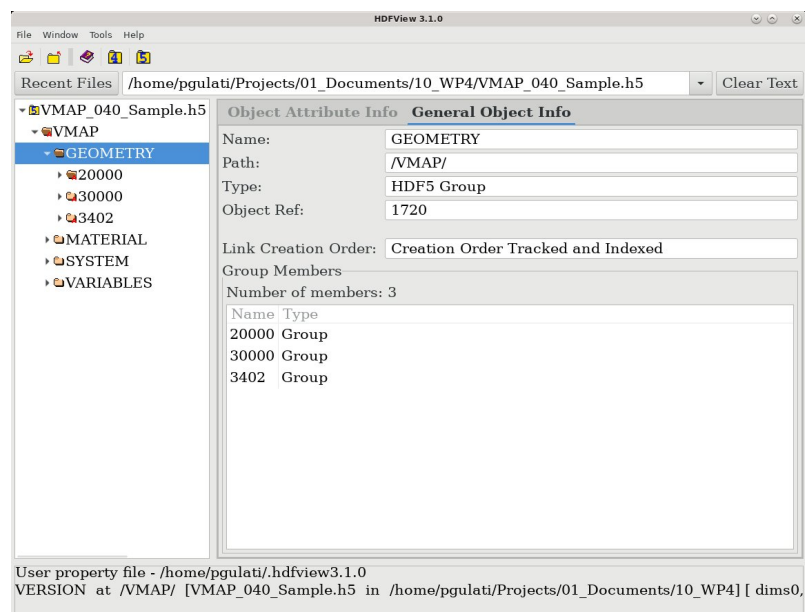 HDFView 3.1.0
File Window Tools Help
4 5
Recent Files /home/pgulati/Projects/01_Documents/10_WP4/VMAP_040_Sample.h5 Clear Text
VMAP_040_Sample.h5
VMAP
GEOMETRY
20000
30000
3402
MATERIAL
SYSTEM
VARIABLES
Object Attribute Info General Object Info
Name: GEOMETRY
Path: /VMAP/
Type: HDF5 Group
Object Ref: 1720
Link Creation Order: Creation Order Tracked and Indexed
Group Members
Number of members: 3
Name Type
20000 Group
30000 Group
3402 Group
User property file - /home/pgulati/.hdfview3.1.0
VERSION at /VMAP/ [VMAP_040_Sample.h5 in /home/pgulati/Projects/01_Documents/10_WP4] [ dims0,